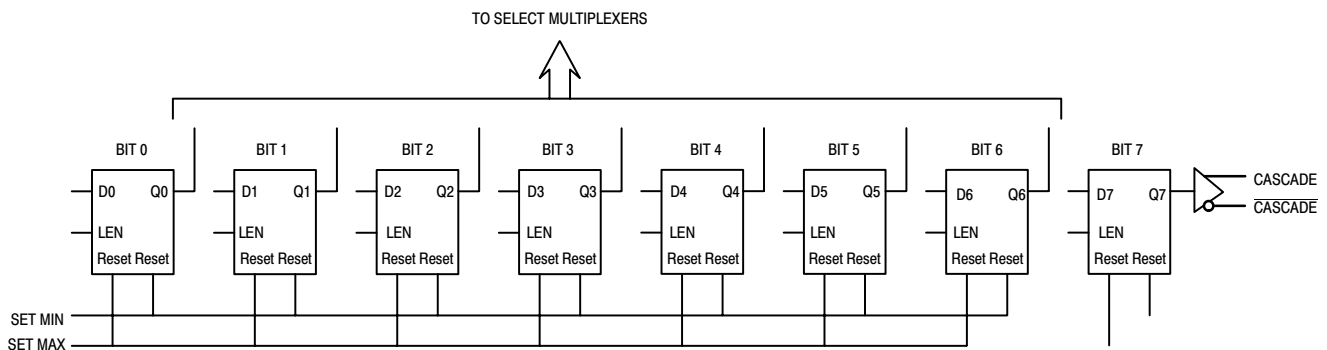 TO SELECT MULTIPLEXERS
BIT 0 BIT 1 BIT 2 BIT 3 BIT 4 BIT 5 BIT 6 BIT 7
D0 Q0 D1 Q1 D2 Q2 D3 Q3 D4 Q4 D5 Q5 D6 Q6 D7 Q7
CASCADE
CASCADE
LEN LEN LEN LEN LEN LEN LEN LEN
Reset Reset Reset Reset Reset Reset Reset Reset Reset Reset Reset Reset Reset Reset Reset Reset
SET MIN
SET MAX